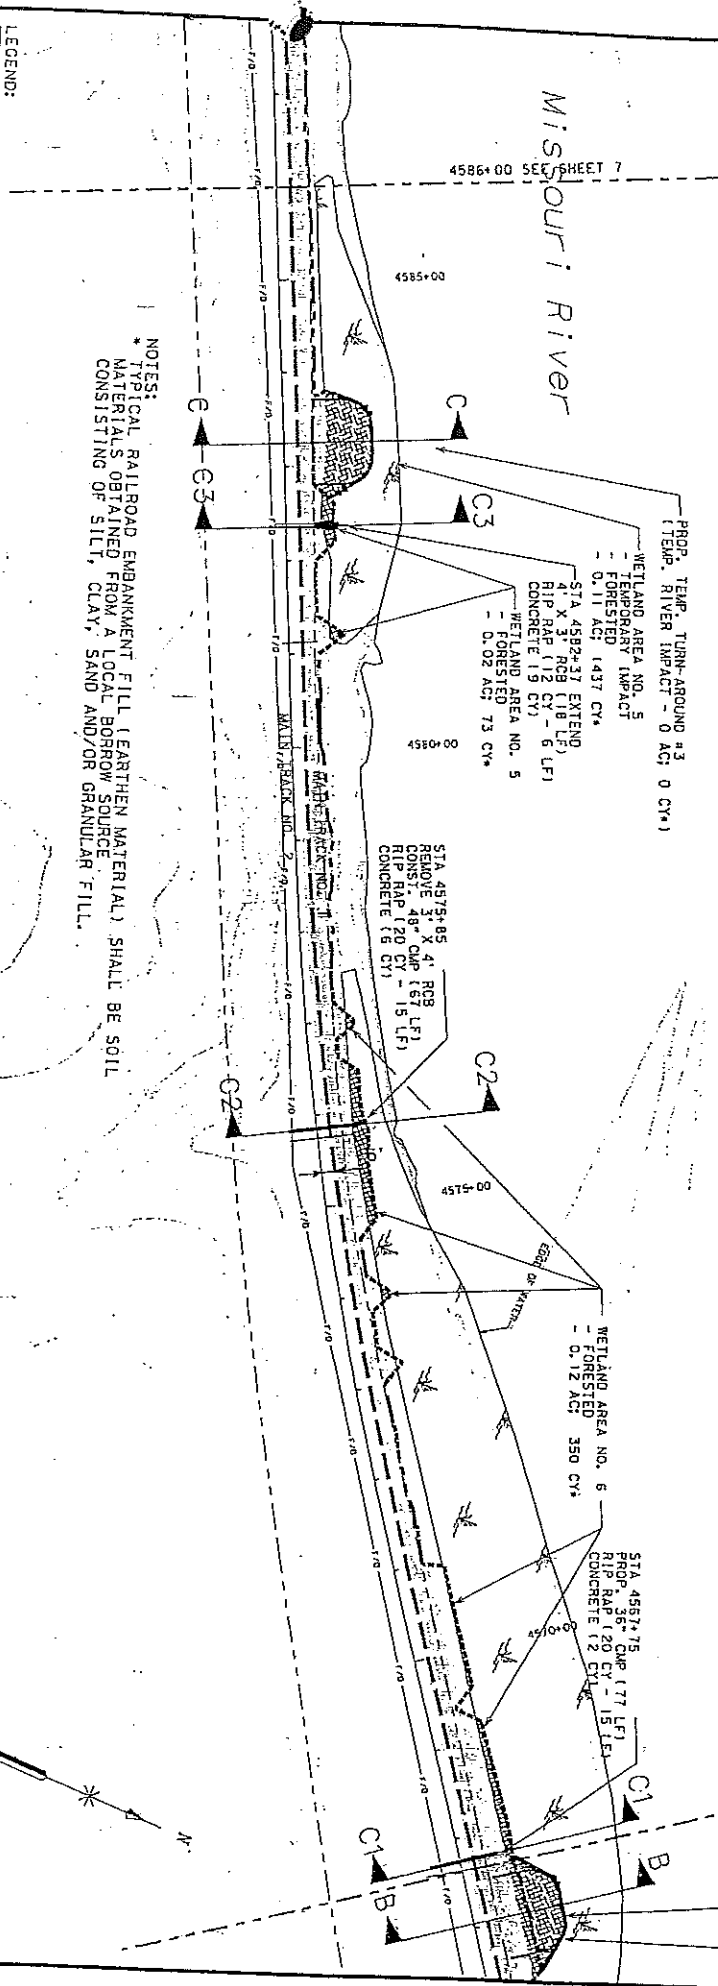 Missouri River
4586+00 SEE SHEET 7
4585+00
PROP. TEMP. TURN-AROUND #3
(TEMP. RIVER IMPACT - 0 AC; 0 CY*)
WETLAND AREA NO. 5
- TEMPORARY IMPACT
- FORESTED
- 0.11 AC; 1437 CY*
STA 4582+37 EXTEND
4' X 3' RCB (18 LF)
RIP RAP (12 CY - 6 LF)
CONCRETE (9 CY)
WETLAND AREA NO. 5
- FORESTED
- 0.02 AC; 73 CY*
C
C
C3
C3
4580+00
MAIN TRACK NO. 2
MAIN TRACK NO. 1
STA 4575+85
REMOVE 3' X 4' RCB
CONST. 48" CMP (67 LF)
RIP RAP (20 CY - 15 LF)
CONCRETE (6 CY)
C2
C2
4575+00
EDGE OF WATER
WETLAND AREA NO. 6
- FORESTED
- 0.12 AC; 350 CY*
STA 4567+75
PROP. 36" CMP (77 LF)
RIP RAP (20 CY - 15 LF)
CONCRETE (2 CY)
4570+00
C1
C1
B
B
NOTES:
* TYPICAL RAILROAD EMBANKMENT FILL (EARTHEN MATERIAL) SHALL BE SOIL
MATERIALS OBTAINED FROM A LOCAL BORROW SOURCE
CONSISTING OF SILT, CLAY, SAND AND/OR GRANULAR FILL.
LEGEND:
N